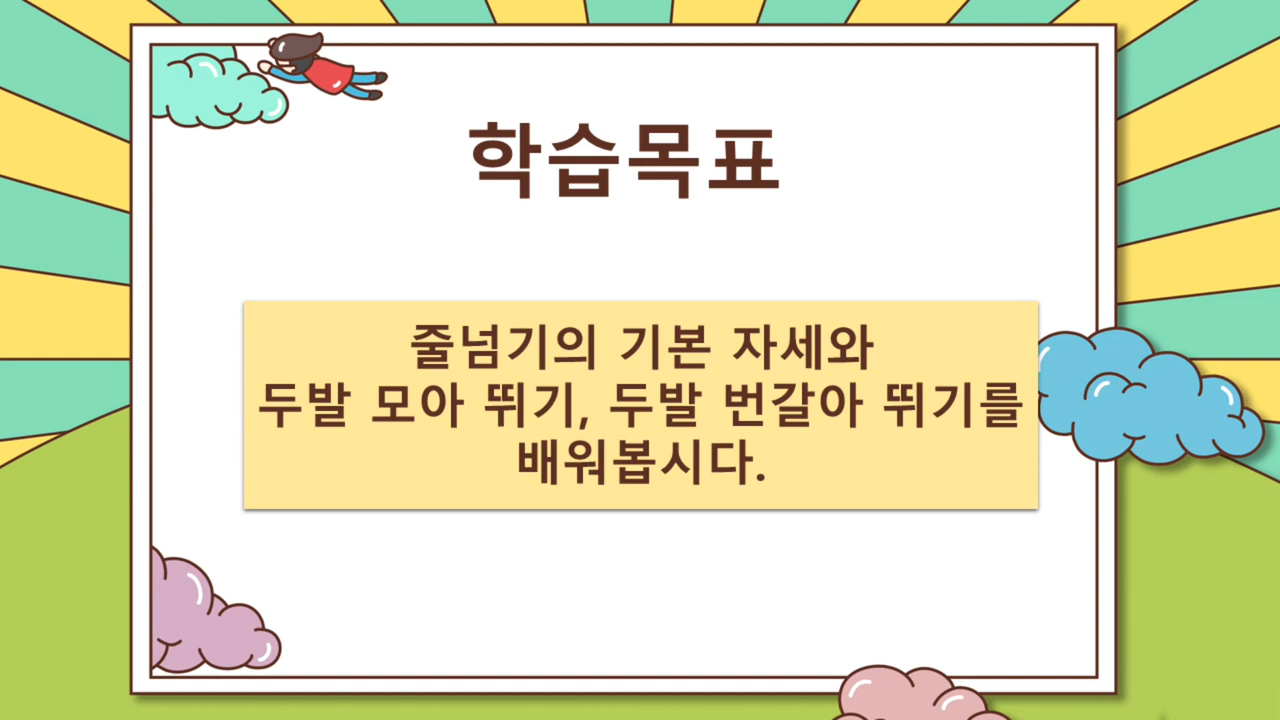 학습목표
줄넘기의 기본 자세와
두발 모아 뛰기, 두발 번갈아 뛰기를
배워봅시다.